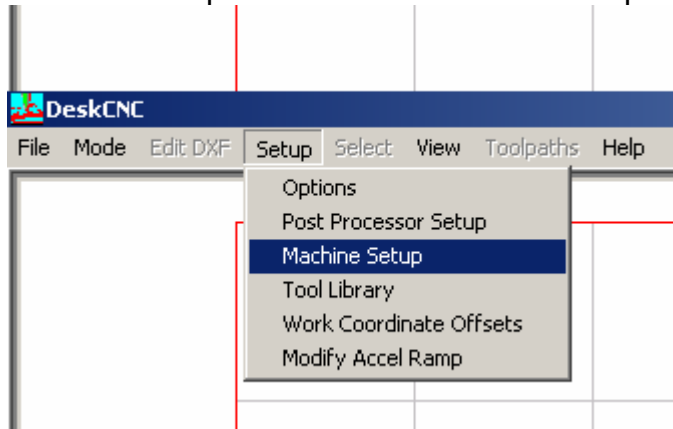 DeskCNC
File Mode Edit DXF Setup Select View Toolpaths Help
Options
Post Processor Setup
Machine Setup
Tool Library
Work Coordinate Offsets
Modify Accel Ramp